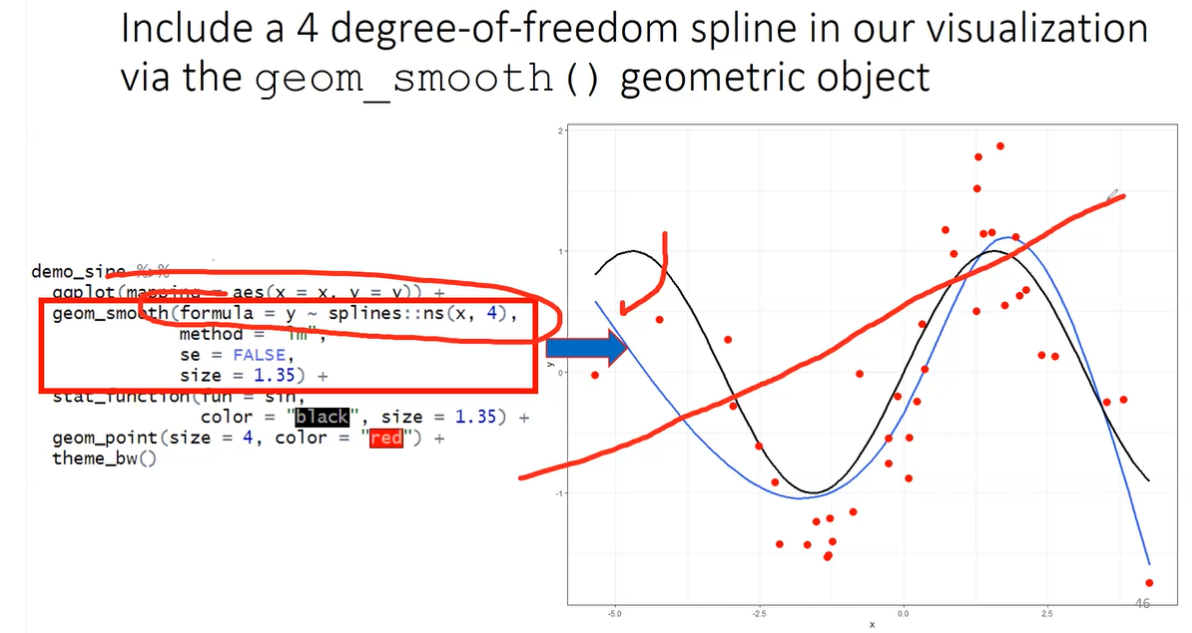 Include a 4 degree-of-freedom spline in our visualization
via the geom_smooth() geometric object
demo_sine %>%
ggplot(mapping = aes(x = x, y = y)) +
geom_smooth(formula = y ~ splines::ns(x, 4),
method = "lm",
se = FALSE,
size = 1.35) +
stat_function(fun = sin,
color = "black", size = 1.35) +
geom_point(size = 4, color = "red") +
theme_bw()
2
1
0
-1
y
-5.0
-2.5
0.0
2.5
x
46